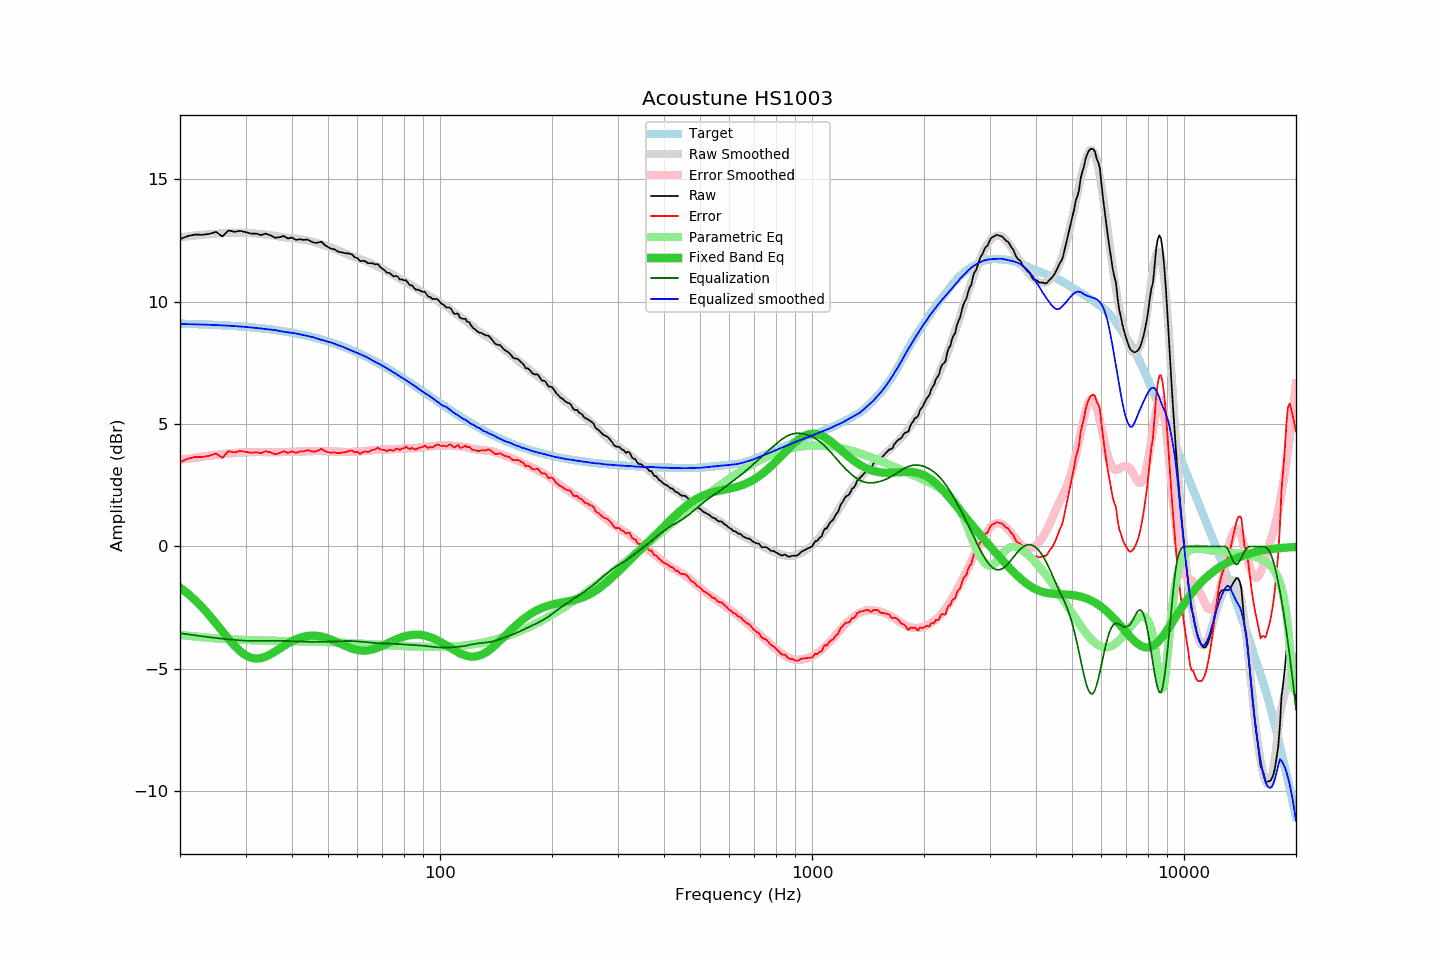 Acoustune HS1003
Target
Raw Smoothed
Error Smoothed
Raw
Error
Parametric Eq
Fixed Band Eq
Equalization
Equalized smoothed
15
10
5
0
−5
−10
Amplitude (dBr)
100 1000 10000
Frequency (Hz)